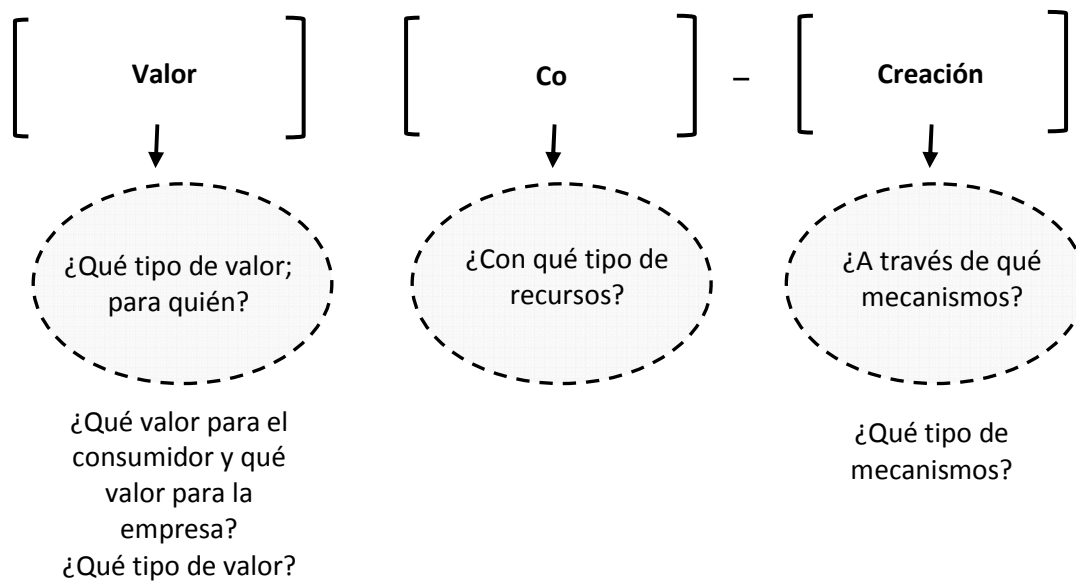 Valor
Co
–
Creación
¿Qué tipo de valor;
para quién?
¿Con qué tipo de
recursos?
¿A través de qué
mecanismos?
¿Qué valor para el
consumidor y qué
valor para la
empresa?
¿Qué tipo de valor?
¿Qué tipo de
mecanismos?